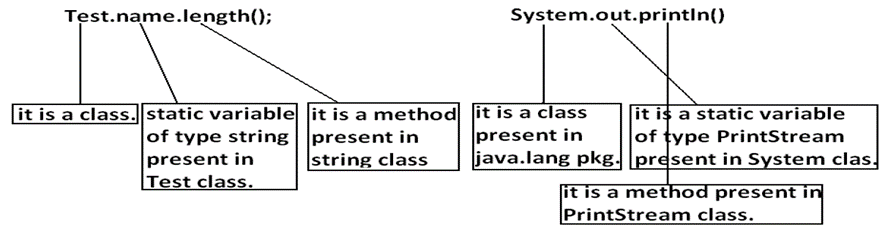 Test.name.length();
System.out.println()
it is a class.
static variable
of type string
present in
Test class.
it is a method
present in
string class
it is a class
present in
java.lang pkg.
it is a static variable
of type PrintStream
present in System clas.
it is a method present in
PrintStream class.